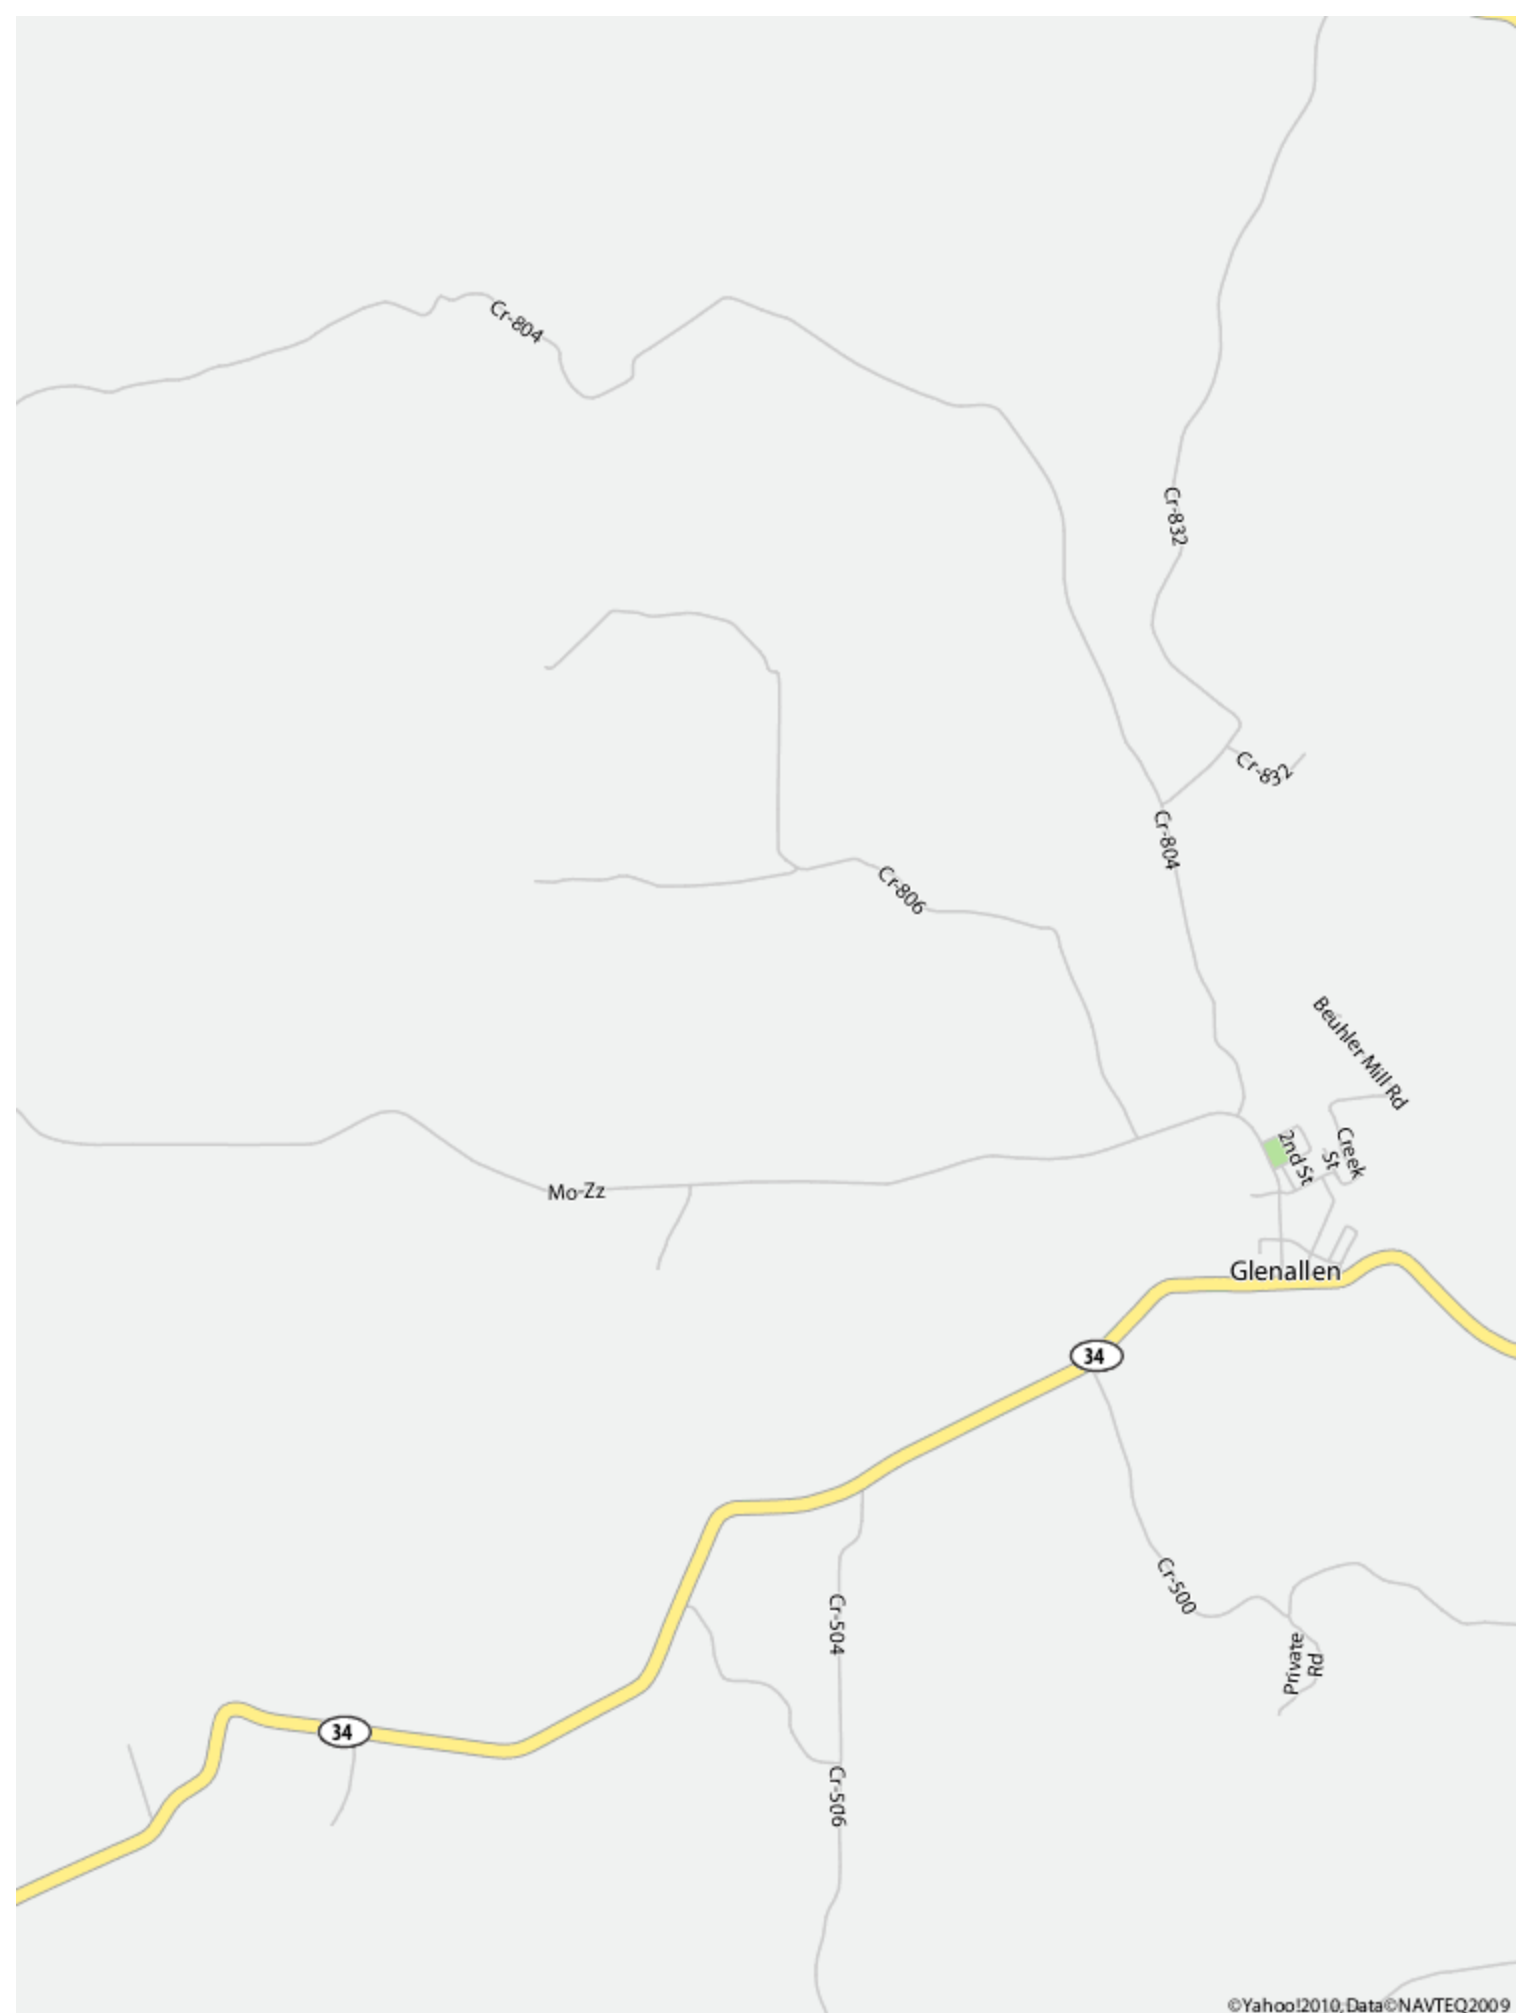 Cr-804
Cr-832
Cr-832
Cr-804
Cr-806
Beuhler Mill Rd
2nd St
Creek
St
Mo-Zz
Glenallen
34
Cr-500
Cr-504
Private
Rd
34
Cr-506
©Yahoo!2010,Data©NAVTEQ2009